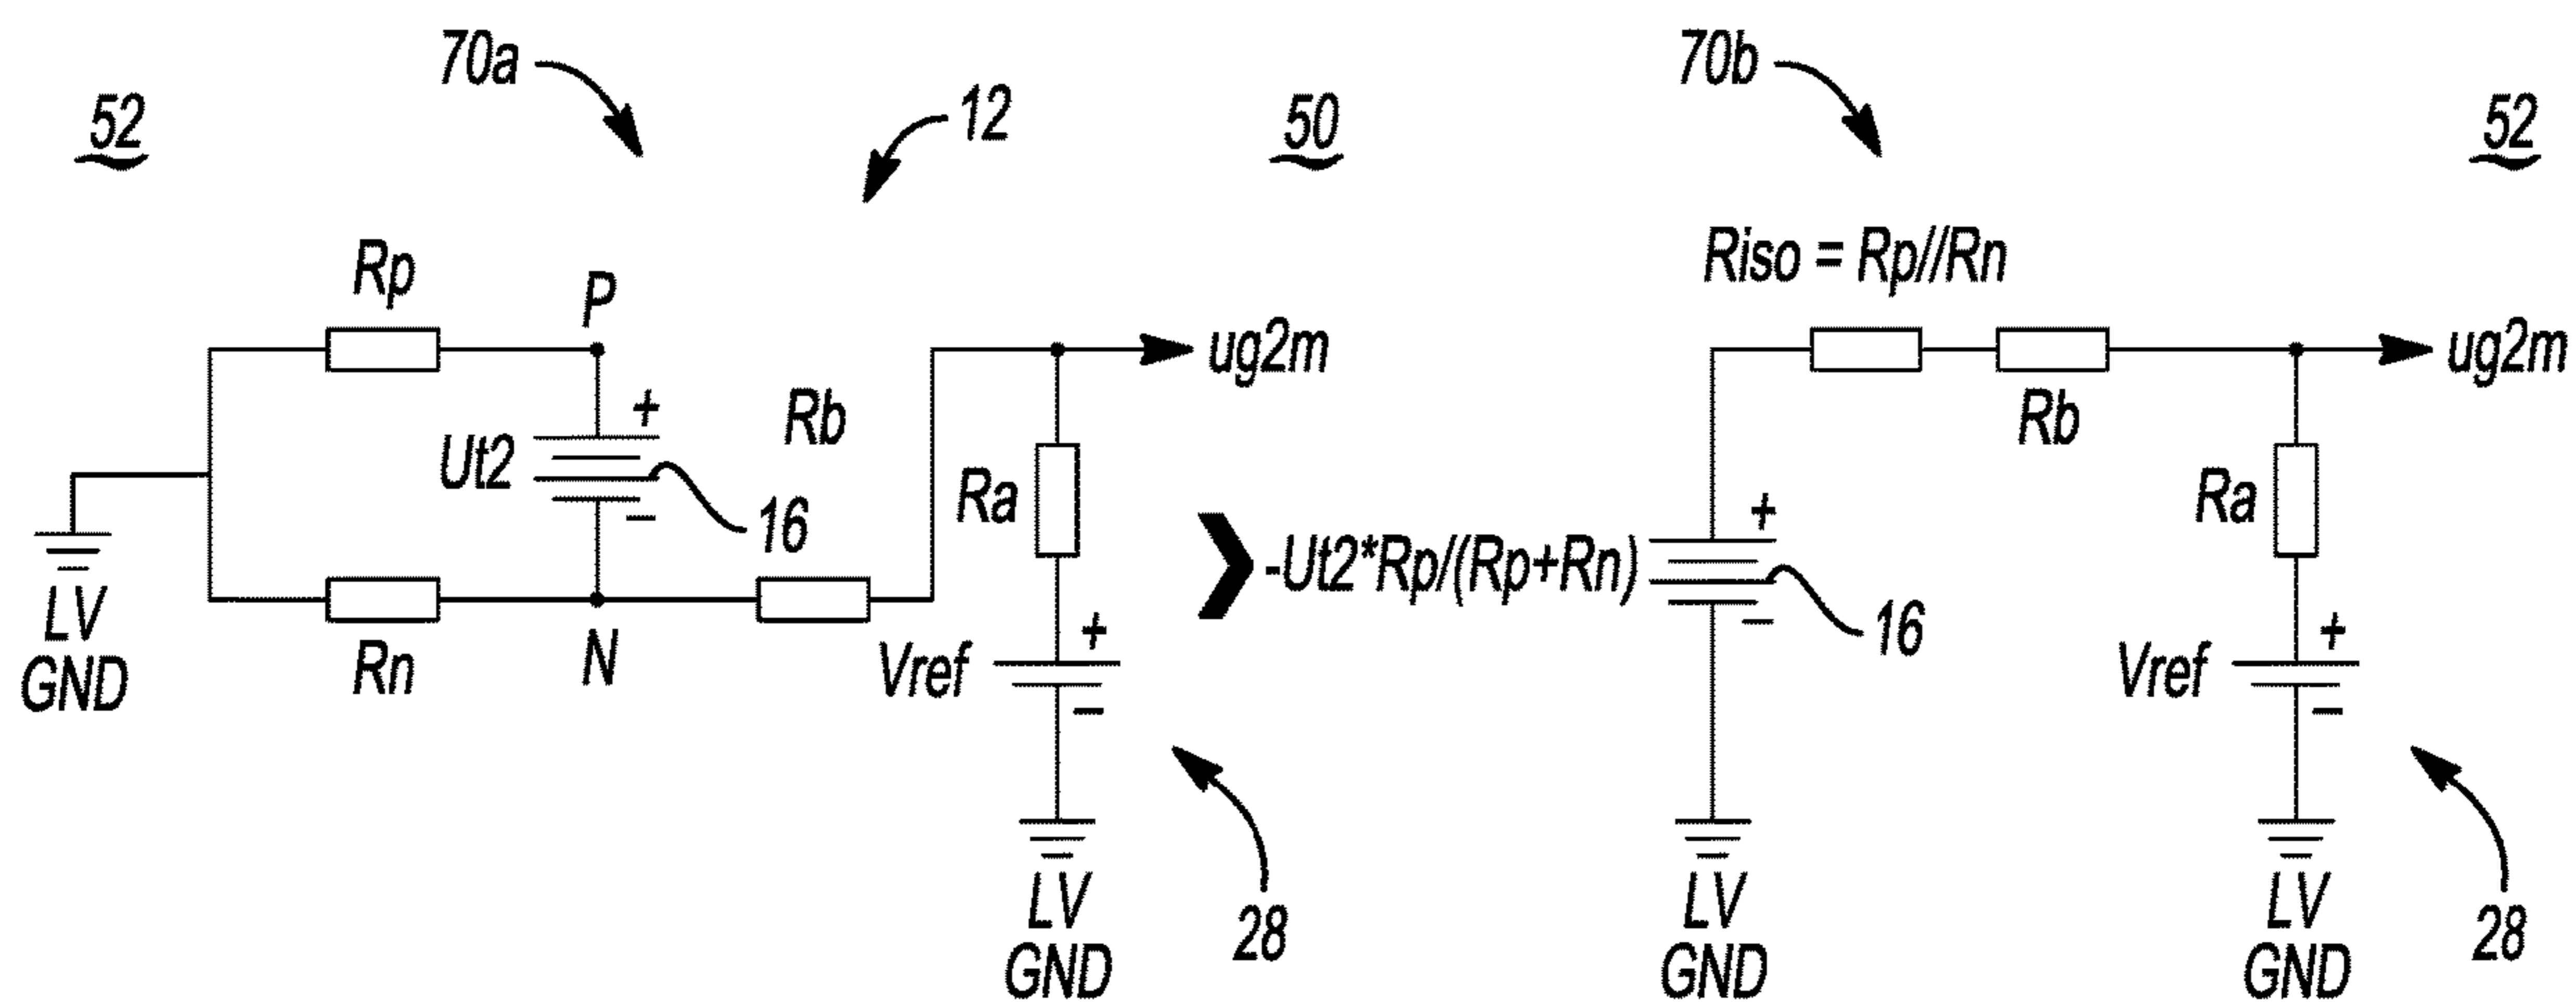 70a
70b
52
12
50
52
Riso = Rp//Rn
Rp
P
ug2m
ug2m
+
Rb
Rb
Ut2
Ra
Ra
−
16
+
-Ut2*Rp/(Rp+Rn)
−
16
LV
GND
Rn
N
Vref
+
−
Vref
+
−
LV
GND
28
LV
GND
LV
GND
28